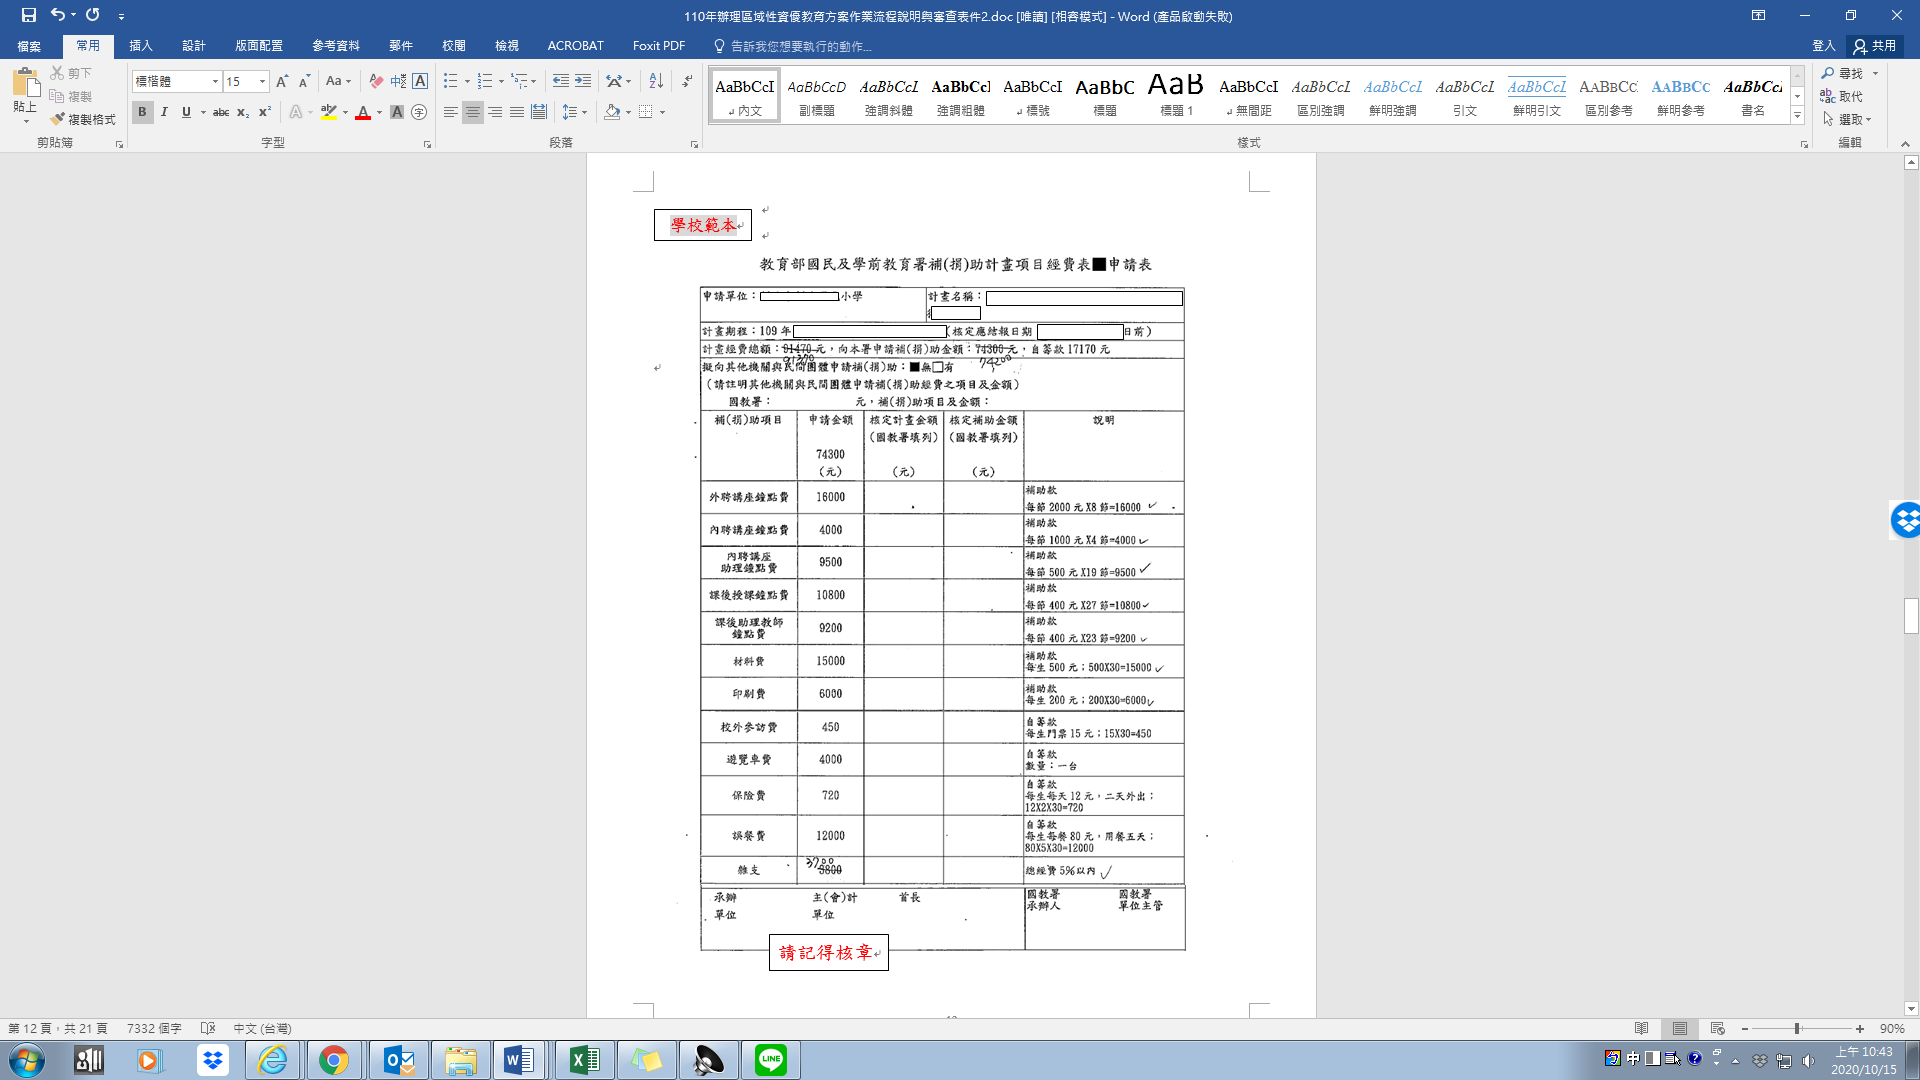 110年辦理區域性資優教育方案作業流程說明與審查表件2.doc [唯讀] [相容模式] - Word (產品啟動失敗)
檔案 常用 插入 設計 版面配置 參考資料 郵件 校閱 檢視 ACROBAT Foxit PDF 告訴我您想要執行的動作... 登入 共用
貼上 剪下 複製 複製格式
標楷體 15
AaBbCcI AaBbCcD AaBbCcL AaBbCcI AaBbCcI AaBbC AaB AaBbCcI AaBbCcL AaBbCcL AaBbCcL AaBbCcL AABBCC AABBCC AaBbCcI
內文 副標題 強調斜體 強調粗體 標號 標題 標題 1 無間距 區別強調 鮮明強調 引文 鮮明引文 區別參考 鮮明參考 書名
尋找 取代 選取
剪貼簿 字型 段落 樣式 編輯
學校範本
教育部國民及學前教育署補(捐)助計畫項目經費表■申請表
申請單位： 小學 計畫名稱：
計畫期程：109 年 (核定應結報日期 日前)
計畫經費總額：91470 元，向本署申請補(捐)助金額：74300 元，自籌款 17170 元
91370 74200
擬向其他機關與民間團體申請補(捐)助：■無□有
(請註明其他機關與民間團體申請補(捐)助經費之項目及金額)
國教署： 元，補(捐)助項目及金額：
補(捐)助項目 申請金額 核定計畫金額 核定補助金額 說明
(國教署填列) (國教署填列)
74300
(元) (元) (元)
外聘講座鐘點費 16000 補助款
每節 2000 元 X8 節=16000 ✓
內聘講座鐘點費 4000 補助款
每節 1000 元 X4 節=4000 ✓
內聘講座
助理鐘點費 9500 補助款
每節 500 元 X19 節=9500 ✓
課後授課鐘點費 10800 補助款
每節 400 元 X27 節=10800 ✓
課後助理教師
鐘點費 9200 補助款
每節 400 元 X23 節=9200 ✓
材料費 15000 補助款
每生 500 元；500X30=15000 ✓
印刷費 6000 補助款
每生 200 元；200X30=6000 ✓
校外參訪費 450 自籌款
每生門票 15 元；15X30=450
遊覽車費 4000 自籌款
數量：一台
保險費 720 自籌款
每生每天 12 元，二天外出；
12X2X30=720
誤餐費 12000 自籌款
每生每餐 80 元，用餐五天；
80X5X30=12000
雜支 3700 3800 總經費 5%以內 ✓
承辦 主(會)計 首長 國教署 國教署
單位 單位 承辦人 單位主管
請記得核章
第 12 頁，共 21 頁 7332 個字 中文 (台灣) 90%
中 上午 10:43
2020/10/15
LINE